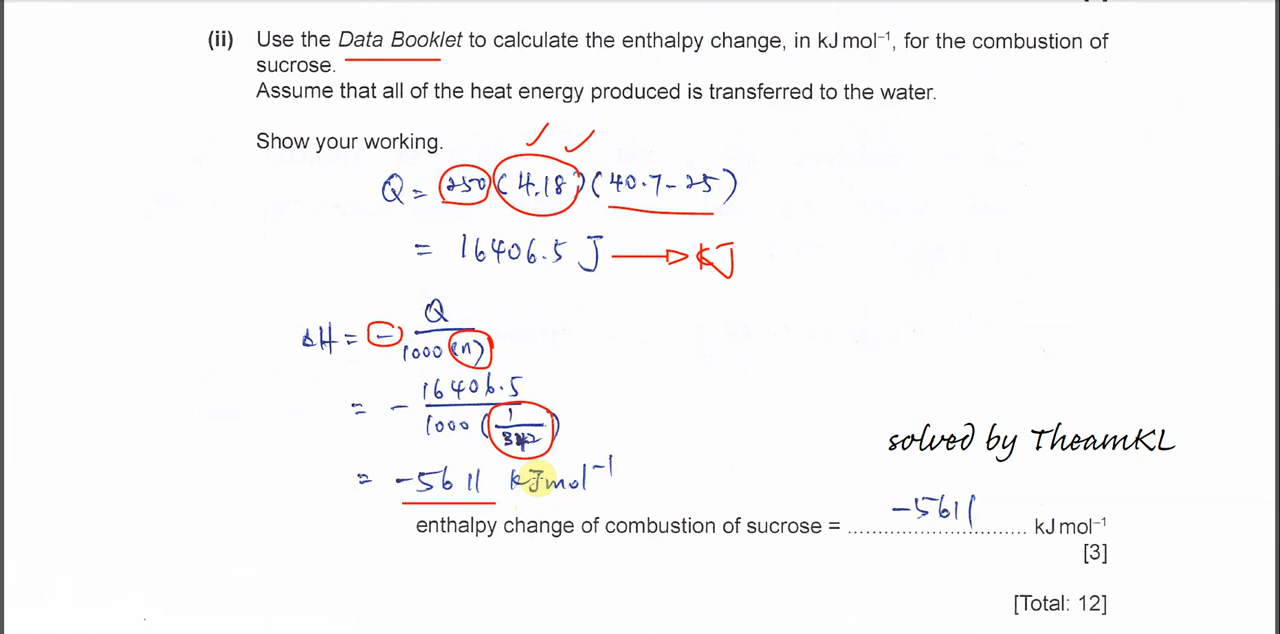 (ii) Use the Data Booklet to calculate the enthalpy change, in kJ mol⁻¹, for the combustion of
sucrose.
Assume that all of the heat energy produced is transferred to the water.
Show your working.
Q = (250)(4.18)(40.7-25)
= 16406.5 J → kJ
ΔH = - Q / 1000 (n)
= - 16406.5 / 1000 (1/342)
= -5611 kJmol⁻¹
solved by TheamKL
enthalpy change of combustion of sucrose = -5611 kJ mol⁻¹
[3]
[Total: 12]